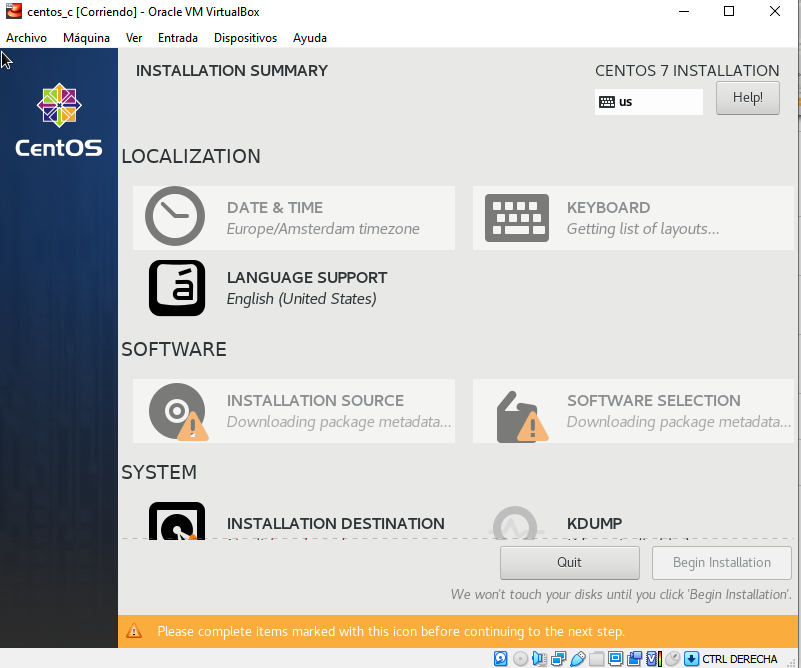 centos_c [Corriendo] - Oracle VM VirtualBox
Archivo Máquina Ver Entrada Dispositivos Ayuda
INSTALLATION SUMMARY
CENTOS 7 INSTALLATION
us
Help!
CentOS
LOCALIZATION
DATE & TIME
Europe/Amsterdam timezone
KEYBOARD
Getting list of layouts...
á
LANGUAGE SUPPORT
English (United States)
SOFTWARE
INSTALLATION SOURCE
Downloading package metadata...
SOFTWARE SELECTION
Downloading package metadata...
SYSTEM
INSTALLATION DESTINATION
KDUMP
Quit
Begin Installation
We won't touch your disks until you click 'Begin Installation'.
Please complete items marked with this icon before continuing to the next step.
CTRL DERECHA